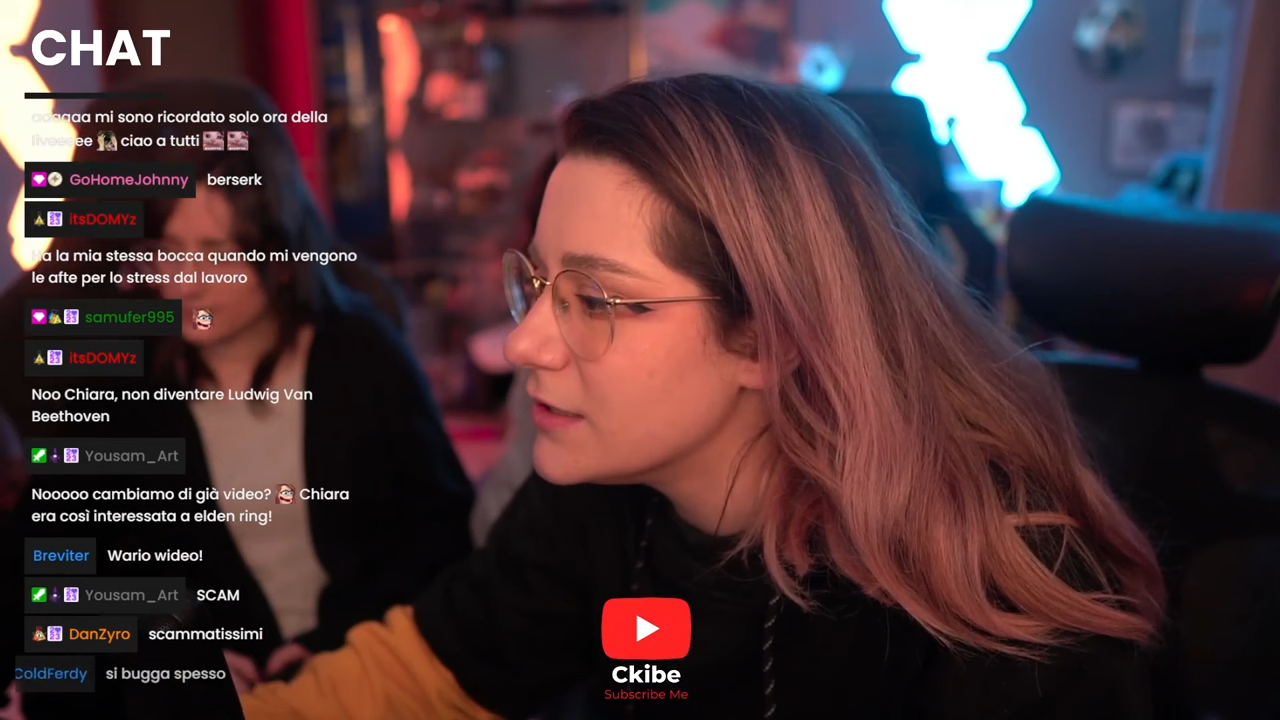 CHAT
aaaaaa mi sono ricordato solo ora della
liveeeee ciao a tutti
GoHomeJohnny berserk
itsDOMYz
Ha la mia stessa bocca quando mi vengono
le afte per lo stress dal lavoro
samufer995
itsDOMYz
Noo Chiara, non diventare Ludwig Van
Beethoven
Yousam_Art
Nooooo cambiamo di già video? Chiara
era così interessata a elden ring!
Breviter Wario wideo!
Yousam_Art SCAM
DanZyro scammatissimi
ColdFerdy si bugga spesso
Ckibe
Subscribe Me